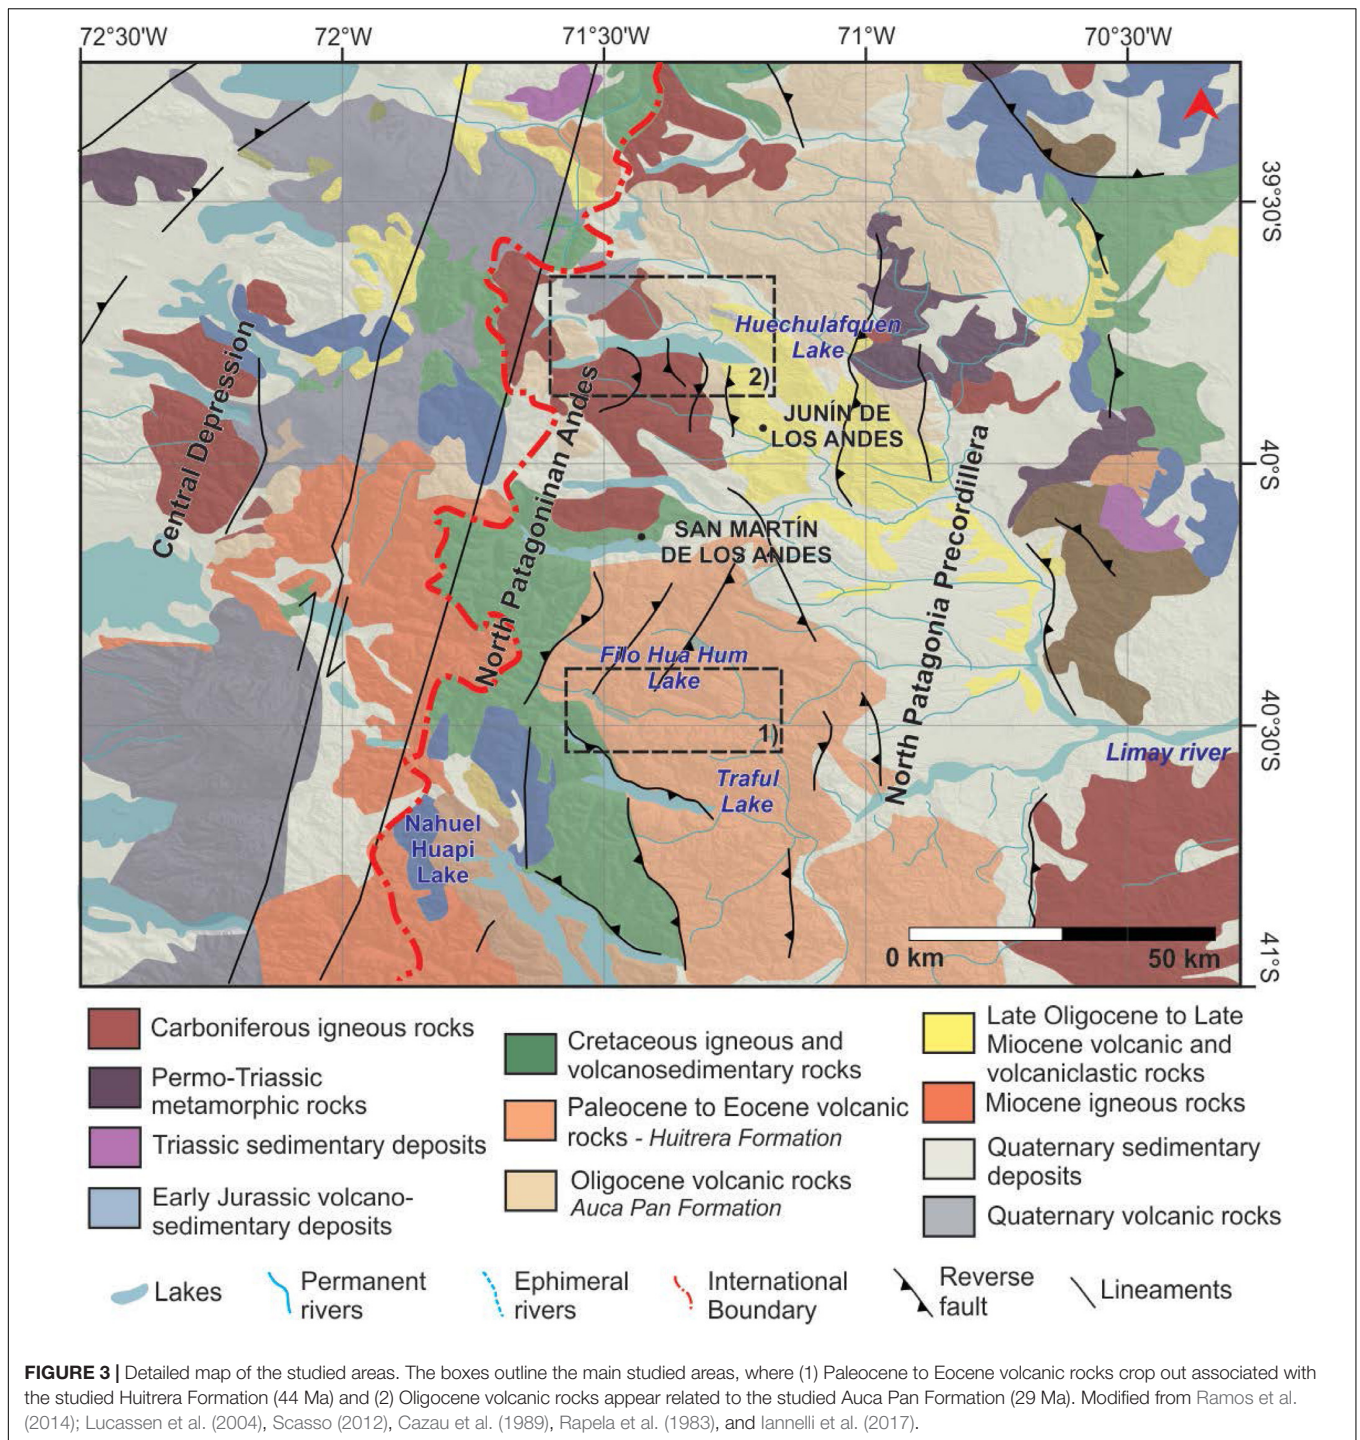 72°30'W
72°W
71°30'W
71°W
70°30'W
39°30'S
40°S
40°30'S
41°S
Huechulafquen
Lake
2)
JUNÍN DE
LOS ANDES
Central Depression
North Patagoninan Andes
SAN MARTÍN
DE LOS ANDES
North Patagonia Precordillera
Filo Hua Hum
Lake
1)
Limay river
Traful
Lake
Nahuel
Huapi
Lake
0 km
50 km
Carboniferous igneous rocks
Permo-Triassic
metamorphic rocks
Triassic sedimentary deposits
Early Jurassic volcano-
sedimentary deposits
Cretaceous igneous and
volcanosedimentary rocks
Paleocene to Eocene volcanic
rocks - Huitrera Formation
Oligocene volcanic rocks
Auca Pan Formation
Late Oligocene to Late
Miocene volcanic and
volcaniclastic rocks
Miocene igneous rocks
Quaternary sedimentary
deposits
Quaternary volcanic rocks
Lakes
Permanent
rivers
Ephimeral
rivers
International
Boundary
Reverse
fault
Lineaments
FIGURE 3 | Detailed map of the studied areas. The boxes outline the main studied areas, where (1) Paleocene to Eocene volcanic rocks crop out associated with
the studied Huitrera Formation (44 Ma) and (2) Oligocene volcanic rocks appear related to the studied Auca Pan Formation (29 Ma). Modified from Ramos et al.
(2014); Lucassen et al. (2004), Scasso (2012), Cazau et al. (1989), Rapela et al. (1983), and Iannelli et al. (2017).